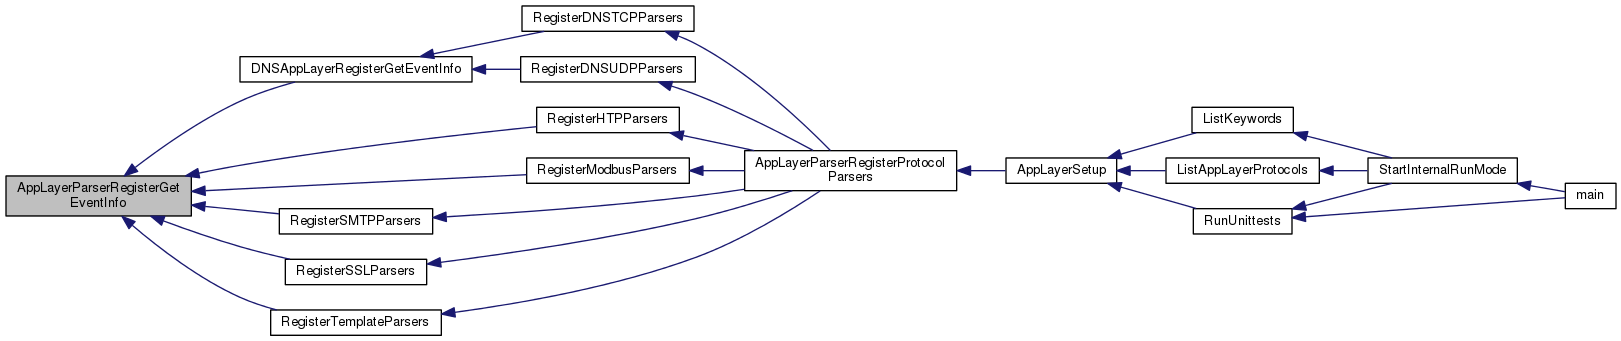 RegisterDNSTCPParsers
DNSAppLayerRegisterGetEventInfo
RegisterDNSUDPParsers
RegisterHTPParsers
ListKeywords
AppLayerParserRegisterProtocol
Parsers
RegisterModbusParsers
AppLayerSetup
ListAppLayerProtocols
StartInternalRunMode
AppLayerParserRegisterGet
EventInfo
main
RegisterSMTPParsers
RunUnittests
RegisterSSLParsers
RegisterTemplateParsers